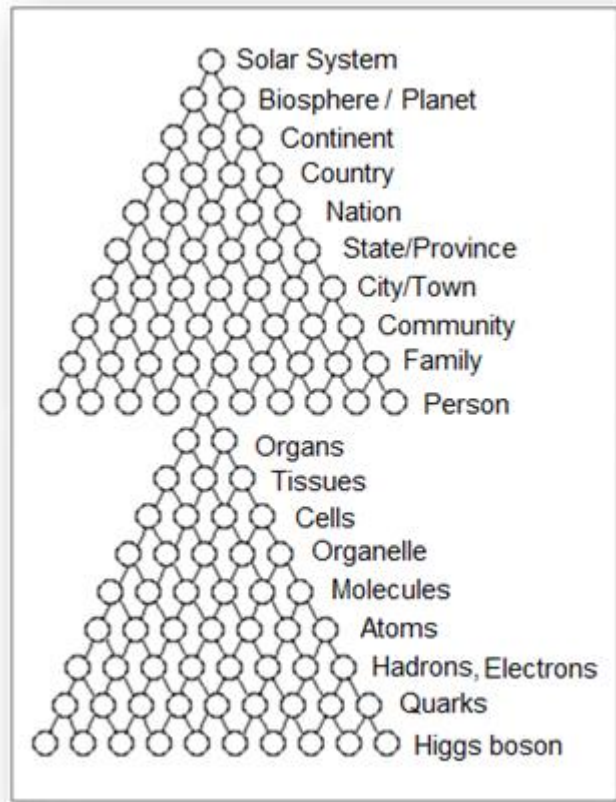 Solar System
Biosphere / Planet
Continent
Country
Nation
State/Province
City/Town
Community
Family
Person
Organs
Tissues
Cells
Organelle
Molecules
Atoms
Hadrons, Electrons
Quarks
Higgs boson